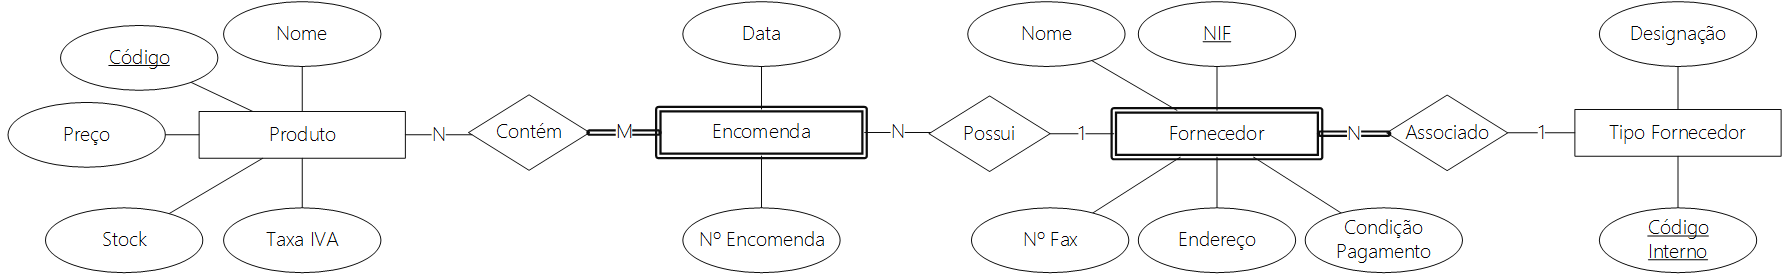 Nome
Data
Nome
NIF
Designação
Código
Preço
Produto
N
Contém
M
Encomenda
N
Possui
1
Fornecedor
N
Associado
1
Tipo Fornecedor
Stock
Taxa IVA
Nº Encomenda
Nº Fax
Endereço
Condição
Pagamento
Código
Interno